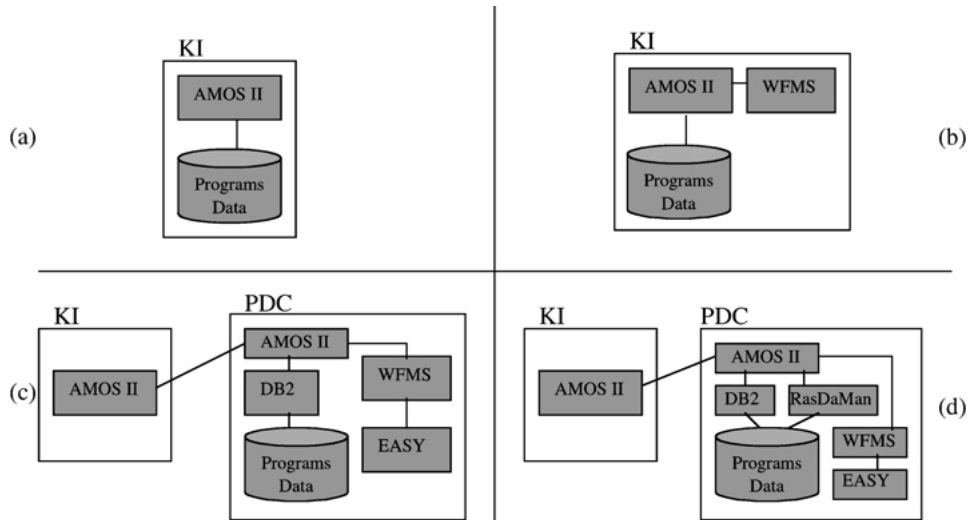 KI
AMOS II
Programs
Data
(a)
KI
AMOS II
WFMS
Programs
Data
(b)
KI
AMOS II
PDC
AMOS II
DB2
WFMS
EASY
Programs
Data
(c)
KI
AMOS II
PDC
AMOS II
DB2
RasDaMan
WFMS
EASY
Programs
Data
(d)